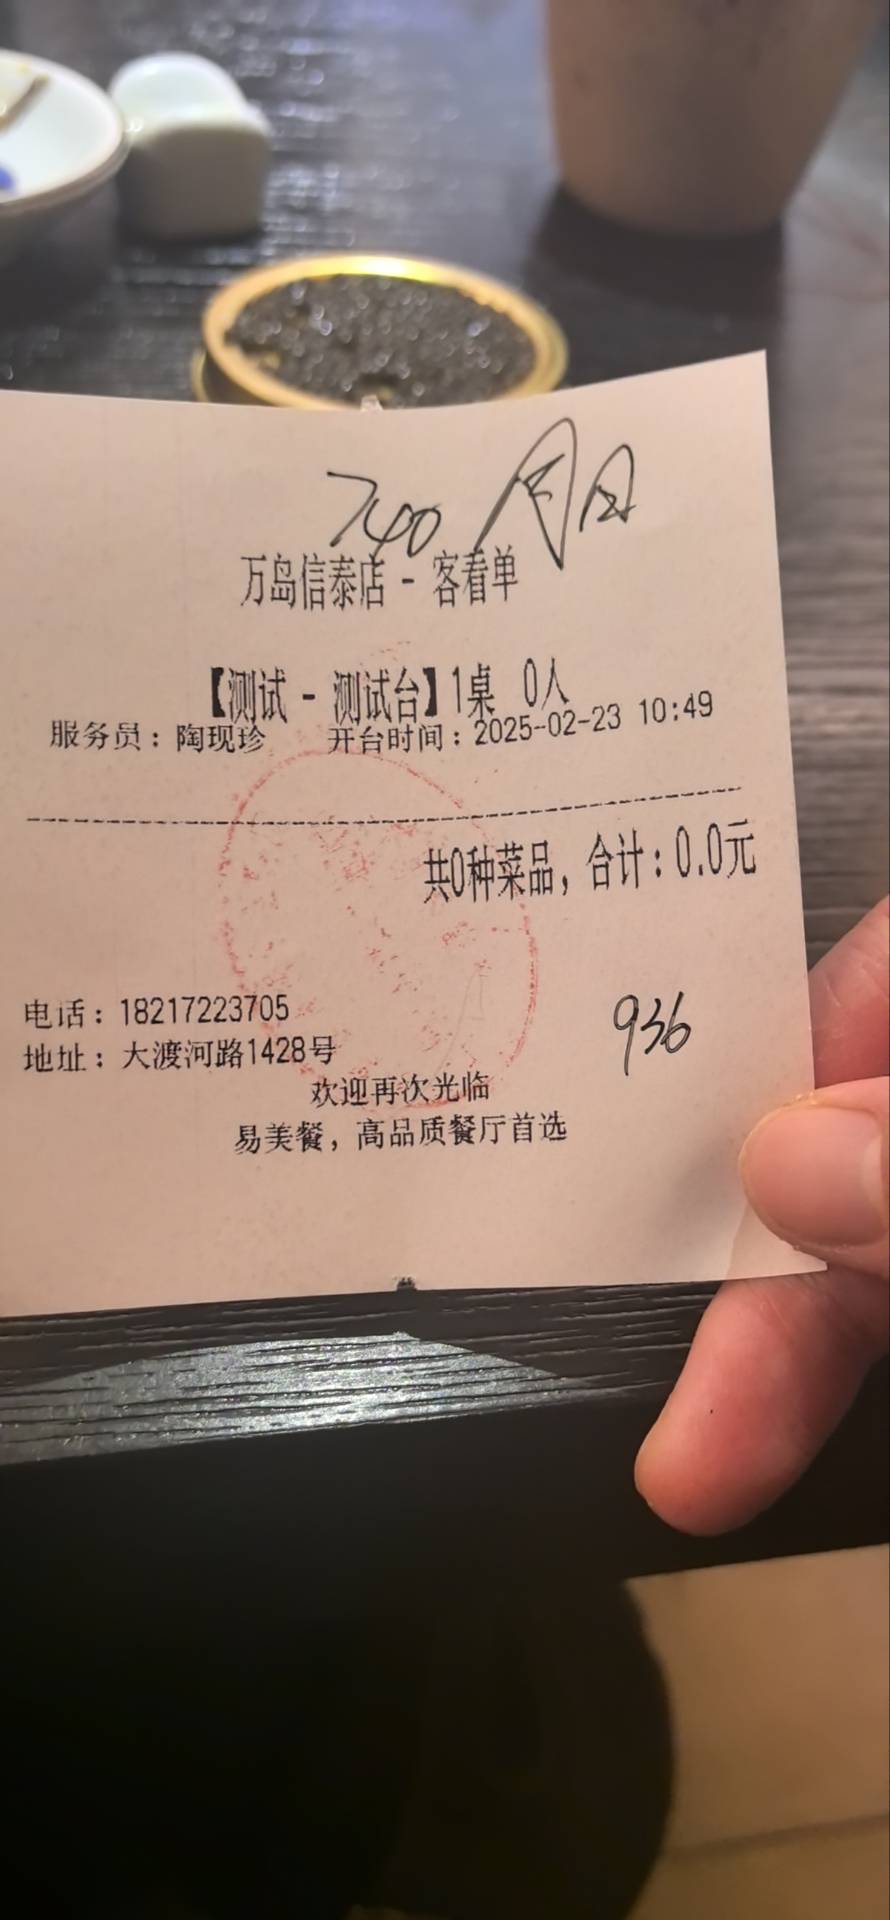 740 月日
万岛信泰店 - 客看单
【测试 - 测试台】1桌 0人
服务员：陶现珍 开台时间：2025-02-23 10:49
共0种菜品，合计：0.0元
936
电话：18217223705
地址：大渡河路1428号
欢迎再次光临
易美餐，高品质餐厅首选